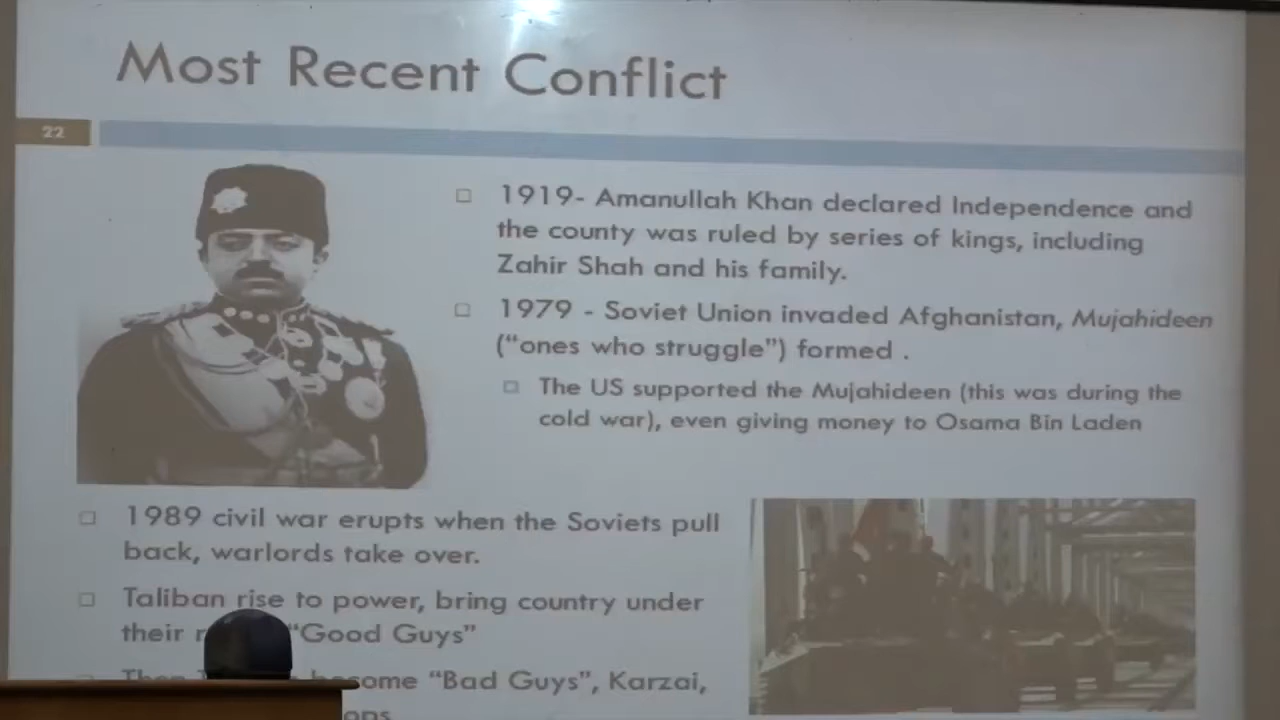 Most Recent Conflict
22
1919- Amanullah Khan declared Independence and
the county was ruled by series of kings, including
Zahir Shah and his family.
1979 - Soviet Union invaded Afghanistan, Mujahideen
("ones who struggle") formed .
The US supported the Mujahideen (this was during the
cold war), even giving money to Osama Bin Laden
1989 civil war erupts when the Soviets pull
back, warlords take over.
Taliban rise to power, bring country under
their "Good Guys"
Then become "Bad Guys", Karzai,